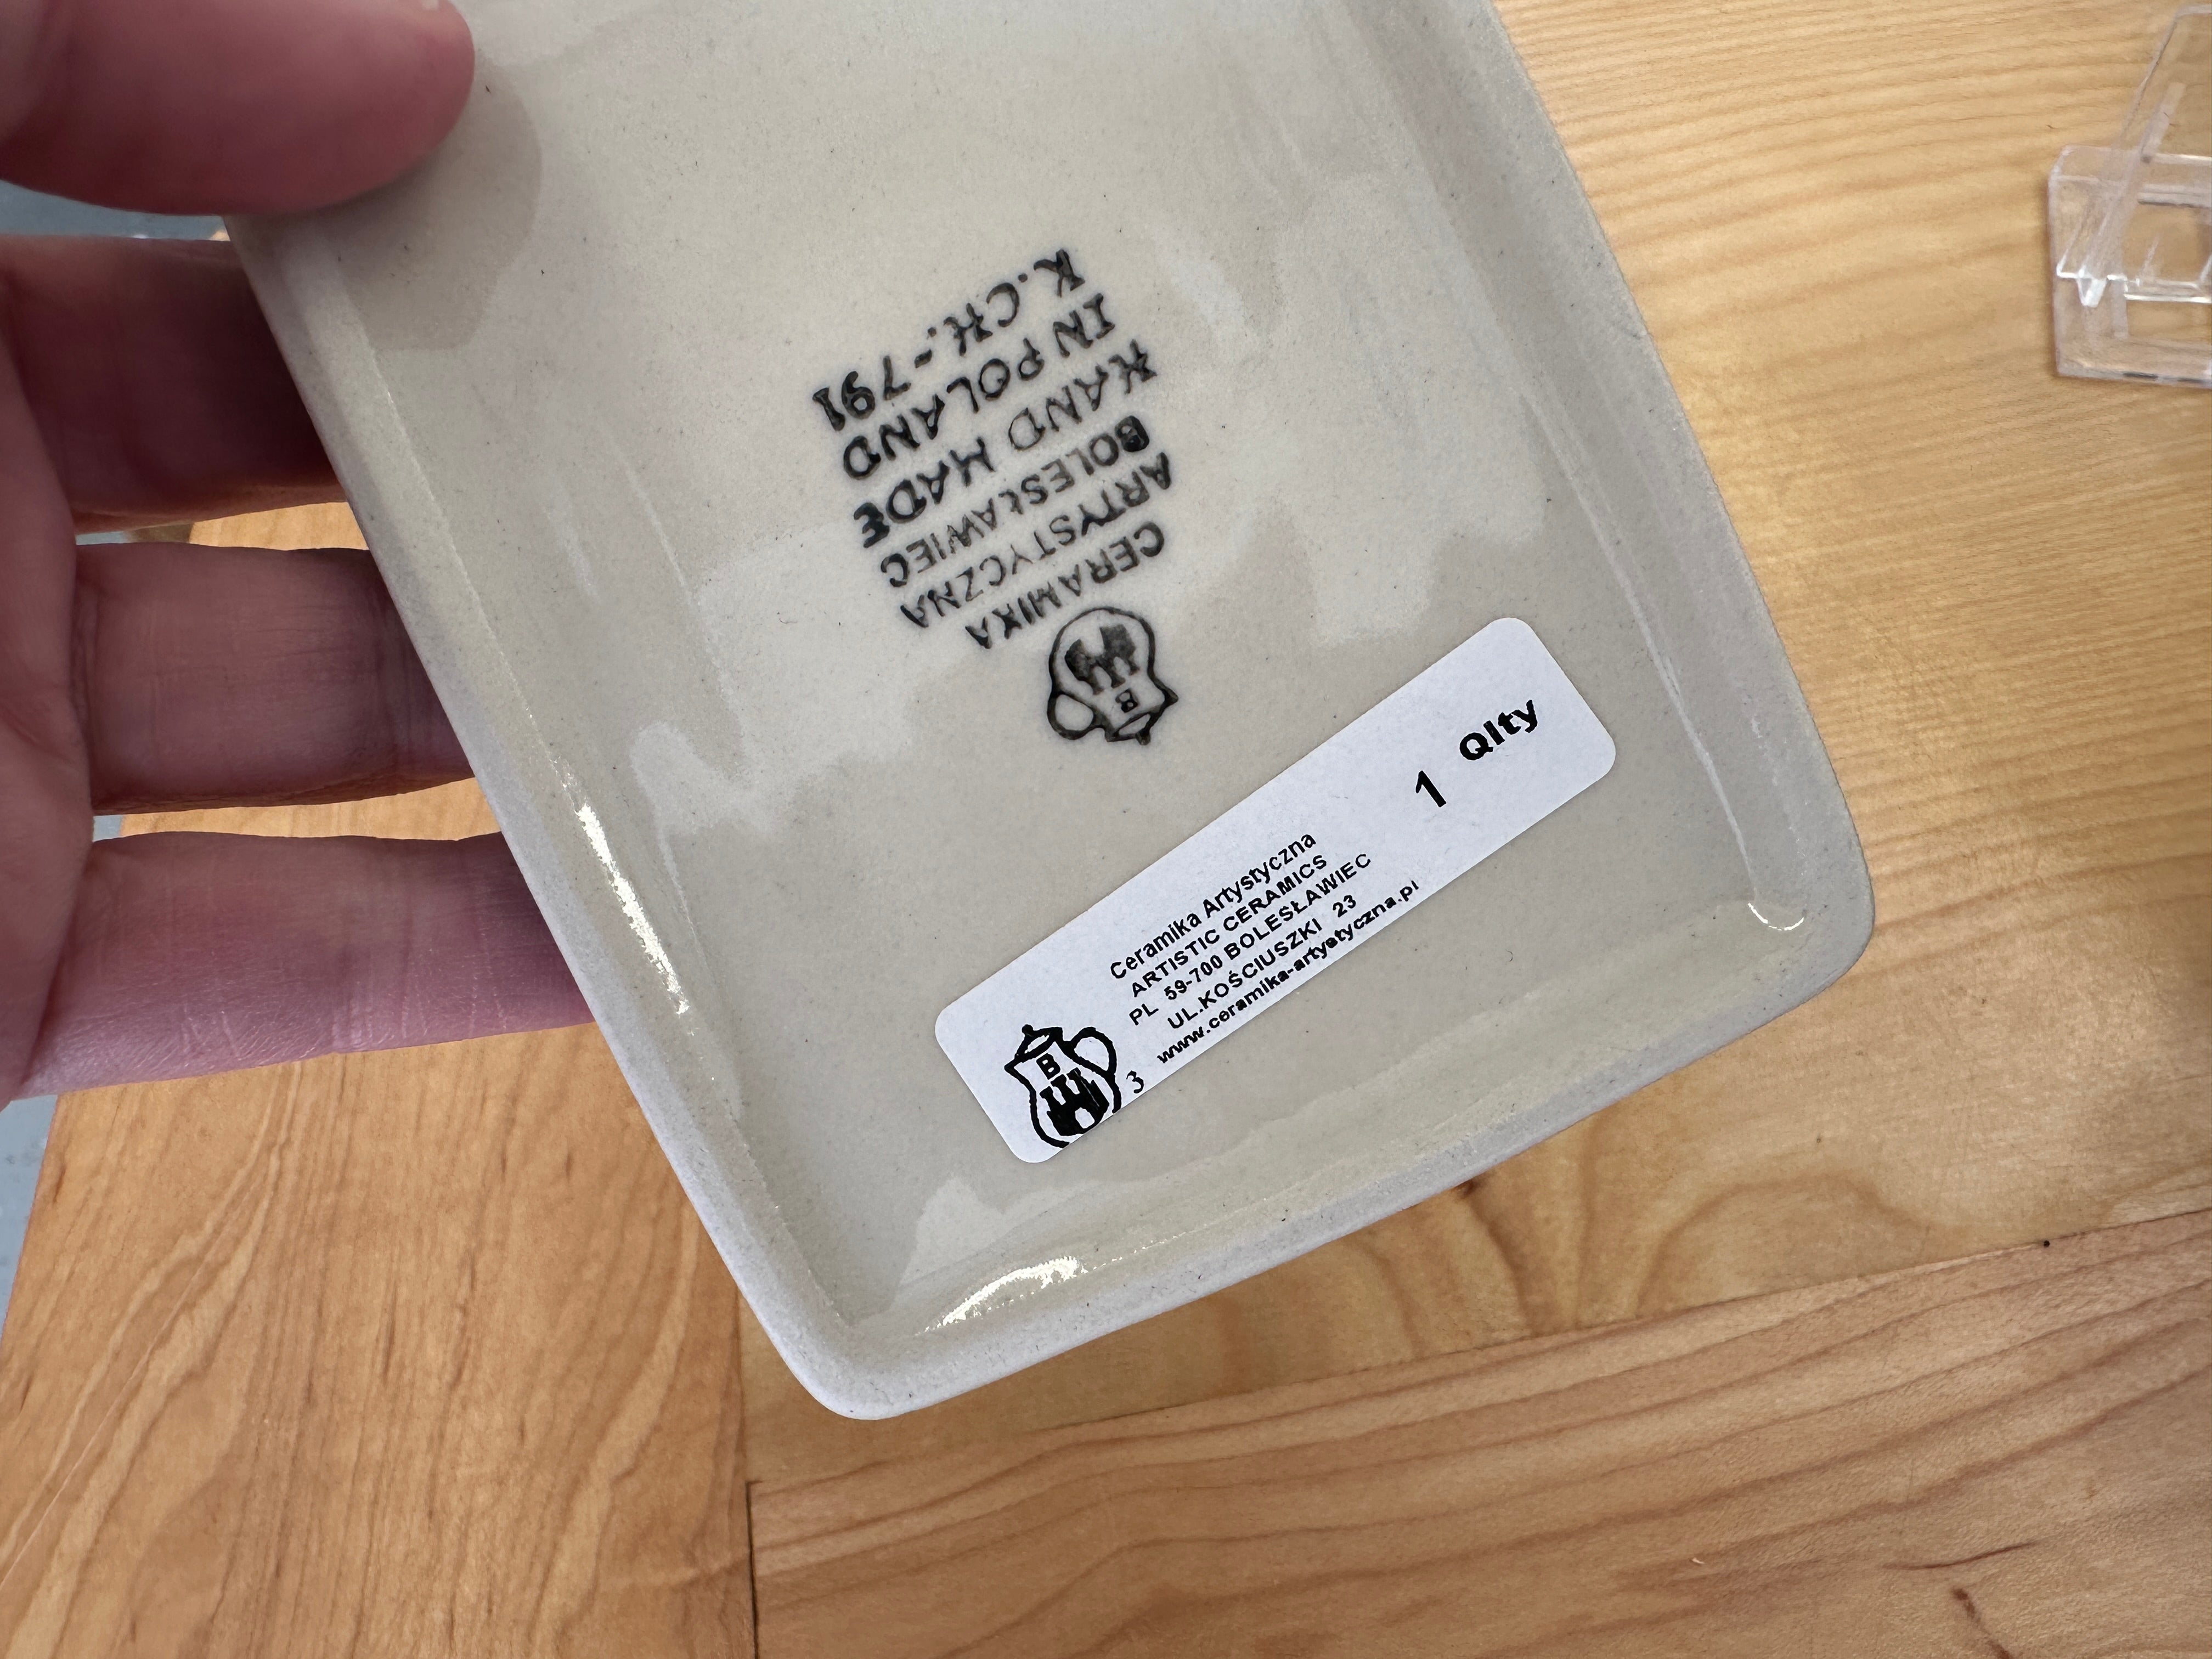 B
CERAMIKA
ARTYSTYCZNA
BOLESŁAWIEC
HAND MADE
IN POLAND
K.CH.-791
Ceramika Artystyczna
ARTISTIC CERAMICS
PL 59-700 BOLESŁAWIEC
UL.KOŚCIUSZKI 23
www.ceramika-artystyczna.pl
1 Qlty
B
3